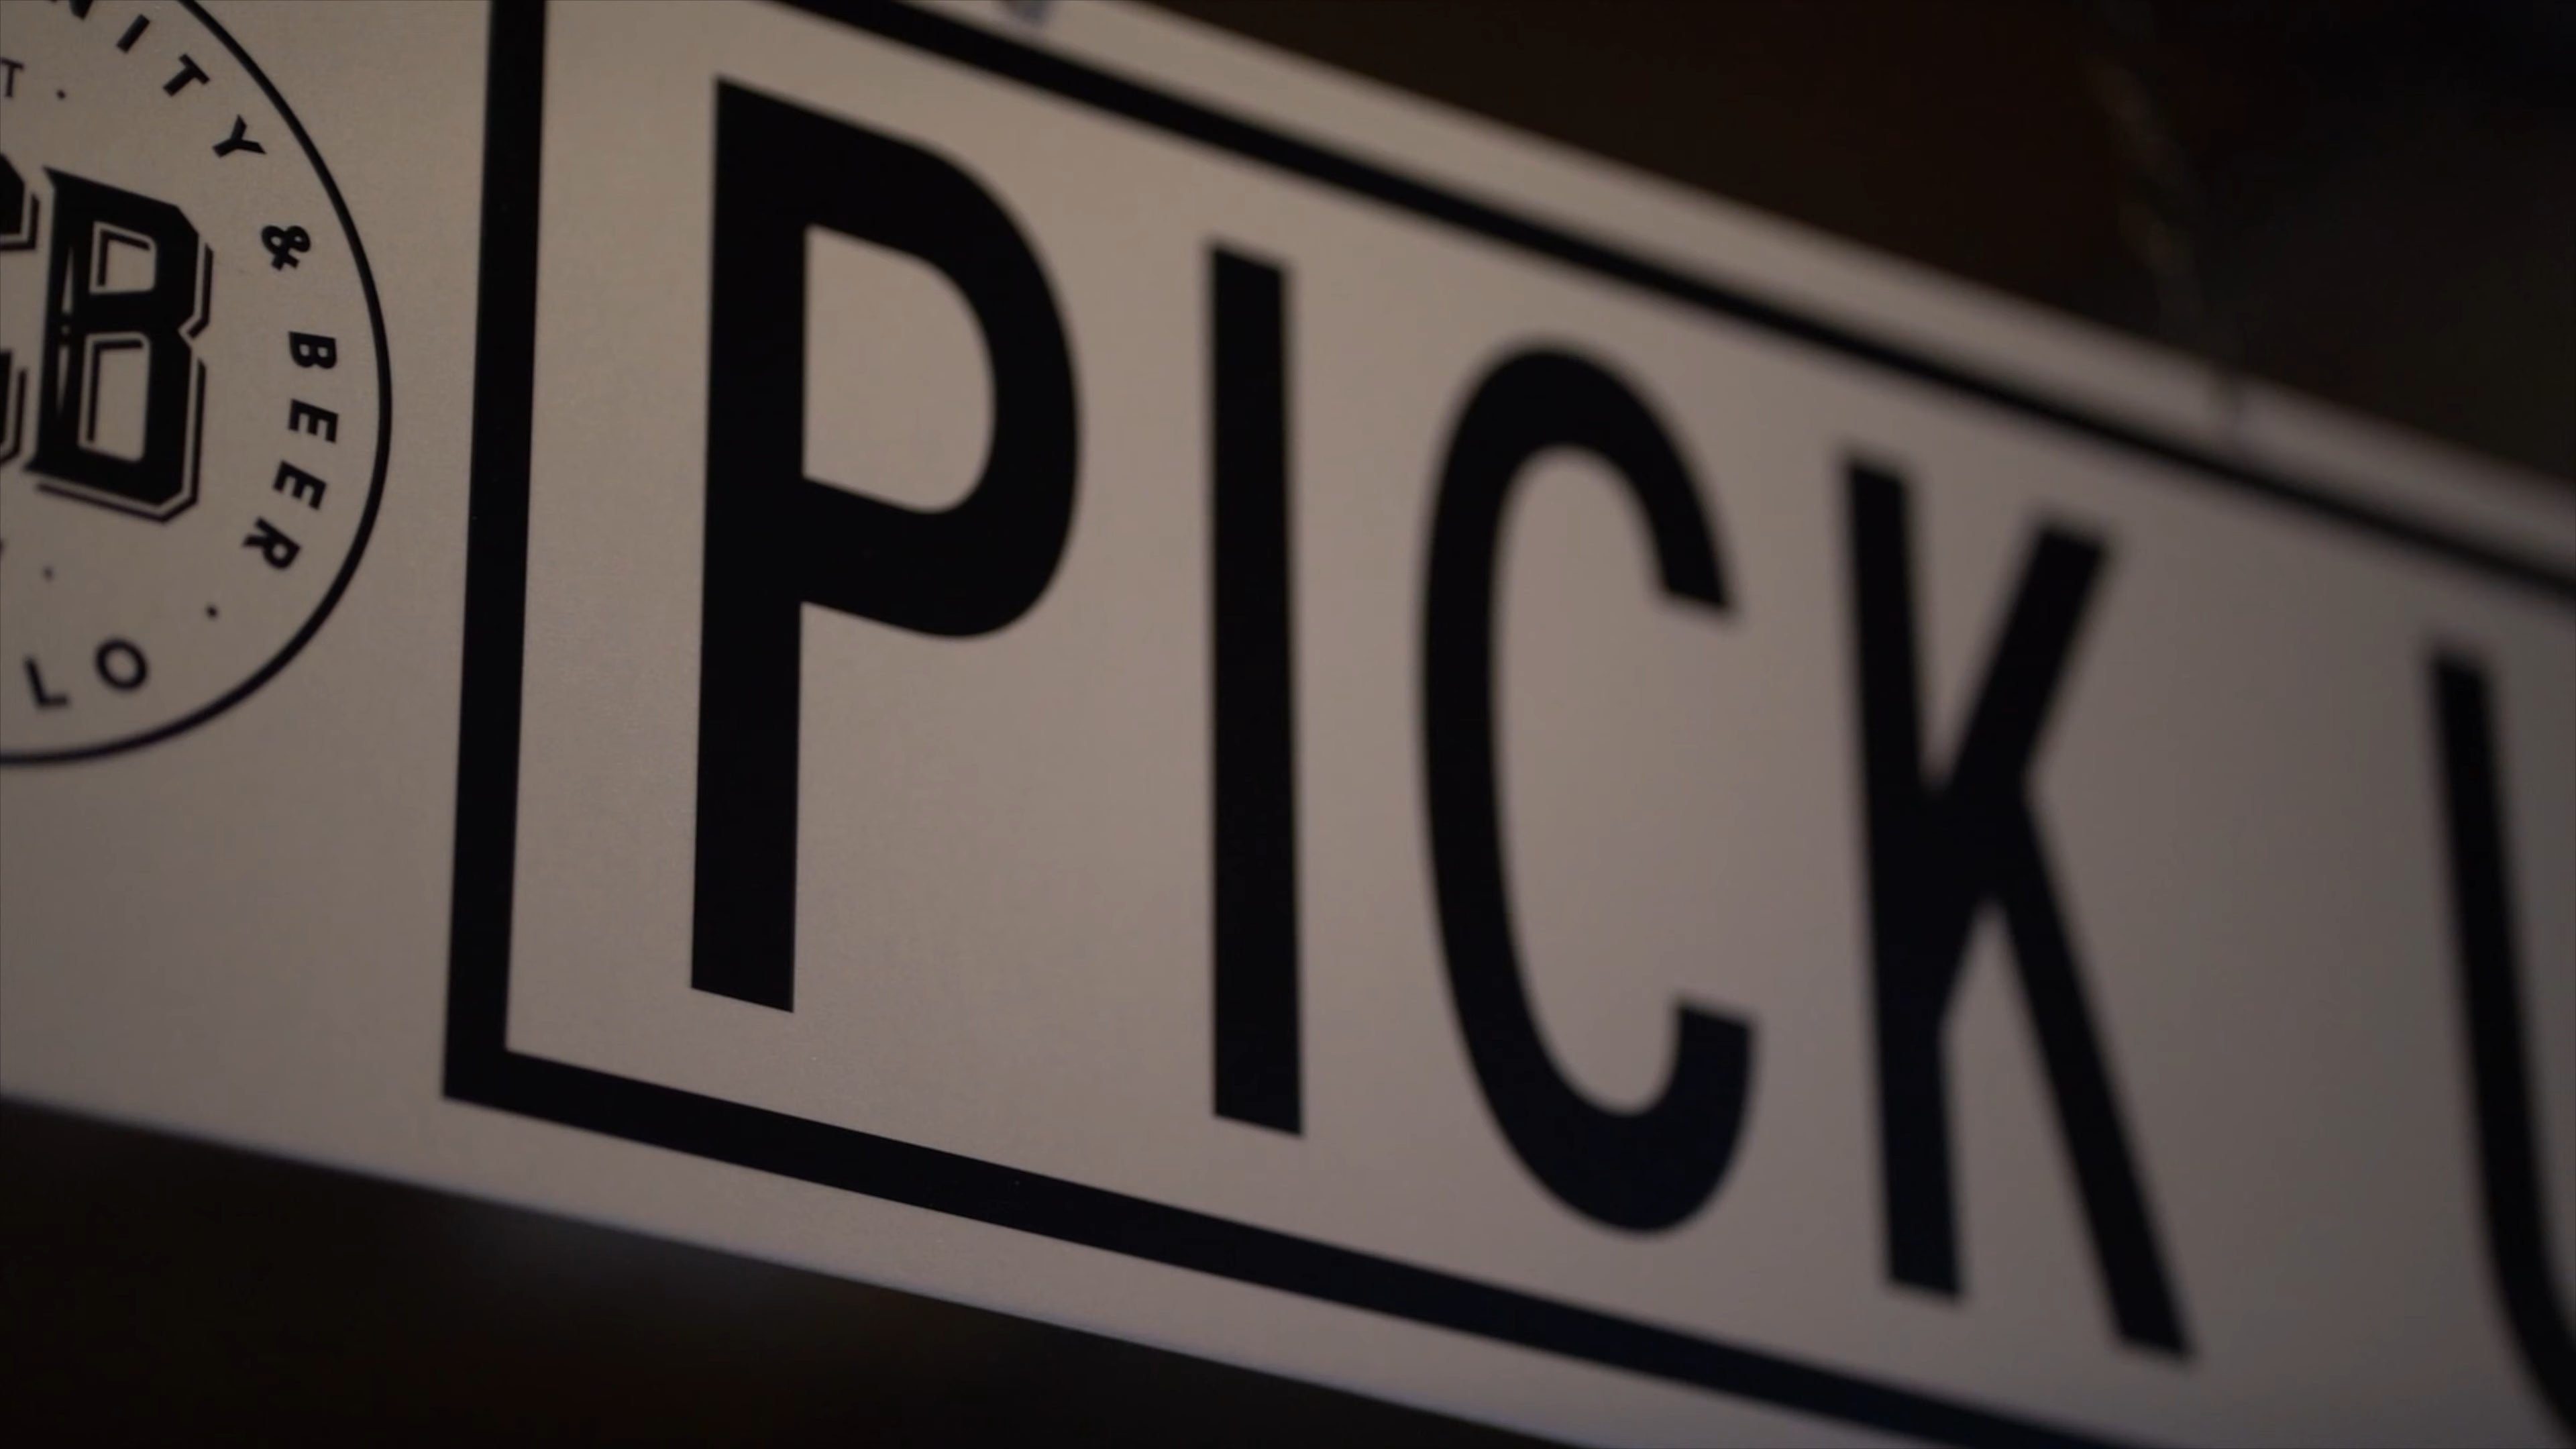 NITY & BEER ·
T ·
CB
LO
PICK U